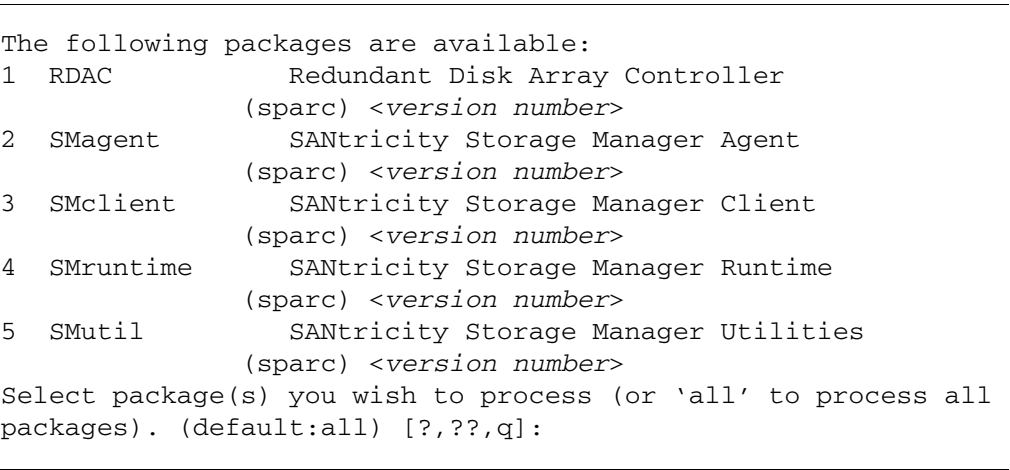 The following packages are available:
1  RDAC            Redundant Disk Array Controller
               (sparc) <version number>
2  SMagent        SANtricity Storage Manager Agent
               (sparc) <version number>
3  SMclient       SANtricity Storage Manager Client
               (sparc) <version number>
4  SMruntime      SANtricity Storage Manager Runtime
               (sparc) <version number>
5  SMutil         SANtricity Storage Manager Utilities
               (sparc) <version number>
Select package(s) you wish to process (or ‘all’ to process all
packages). (default:all) [?,??,q]: